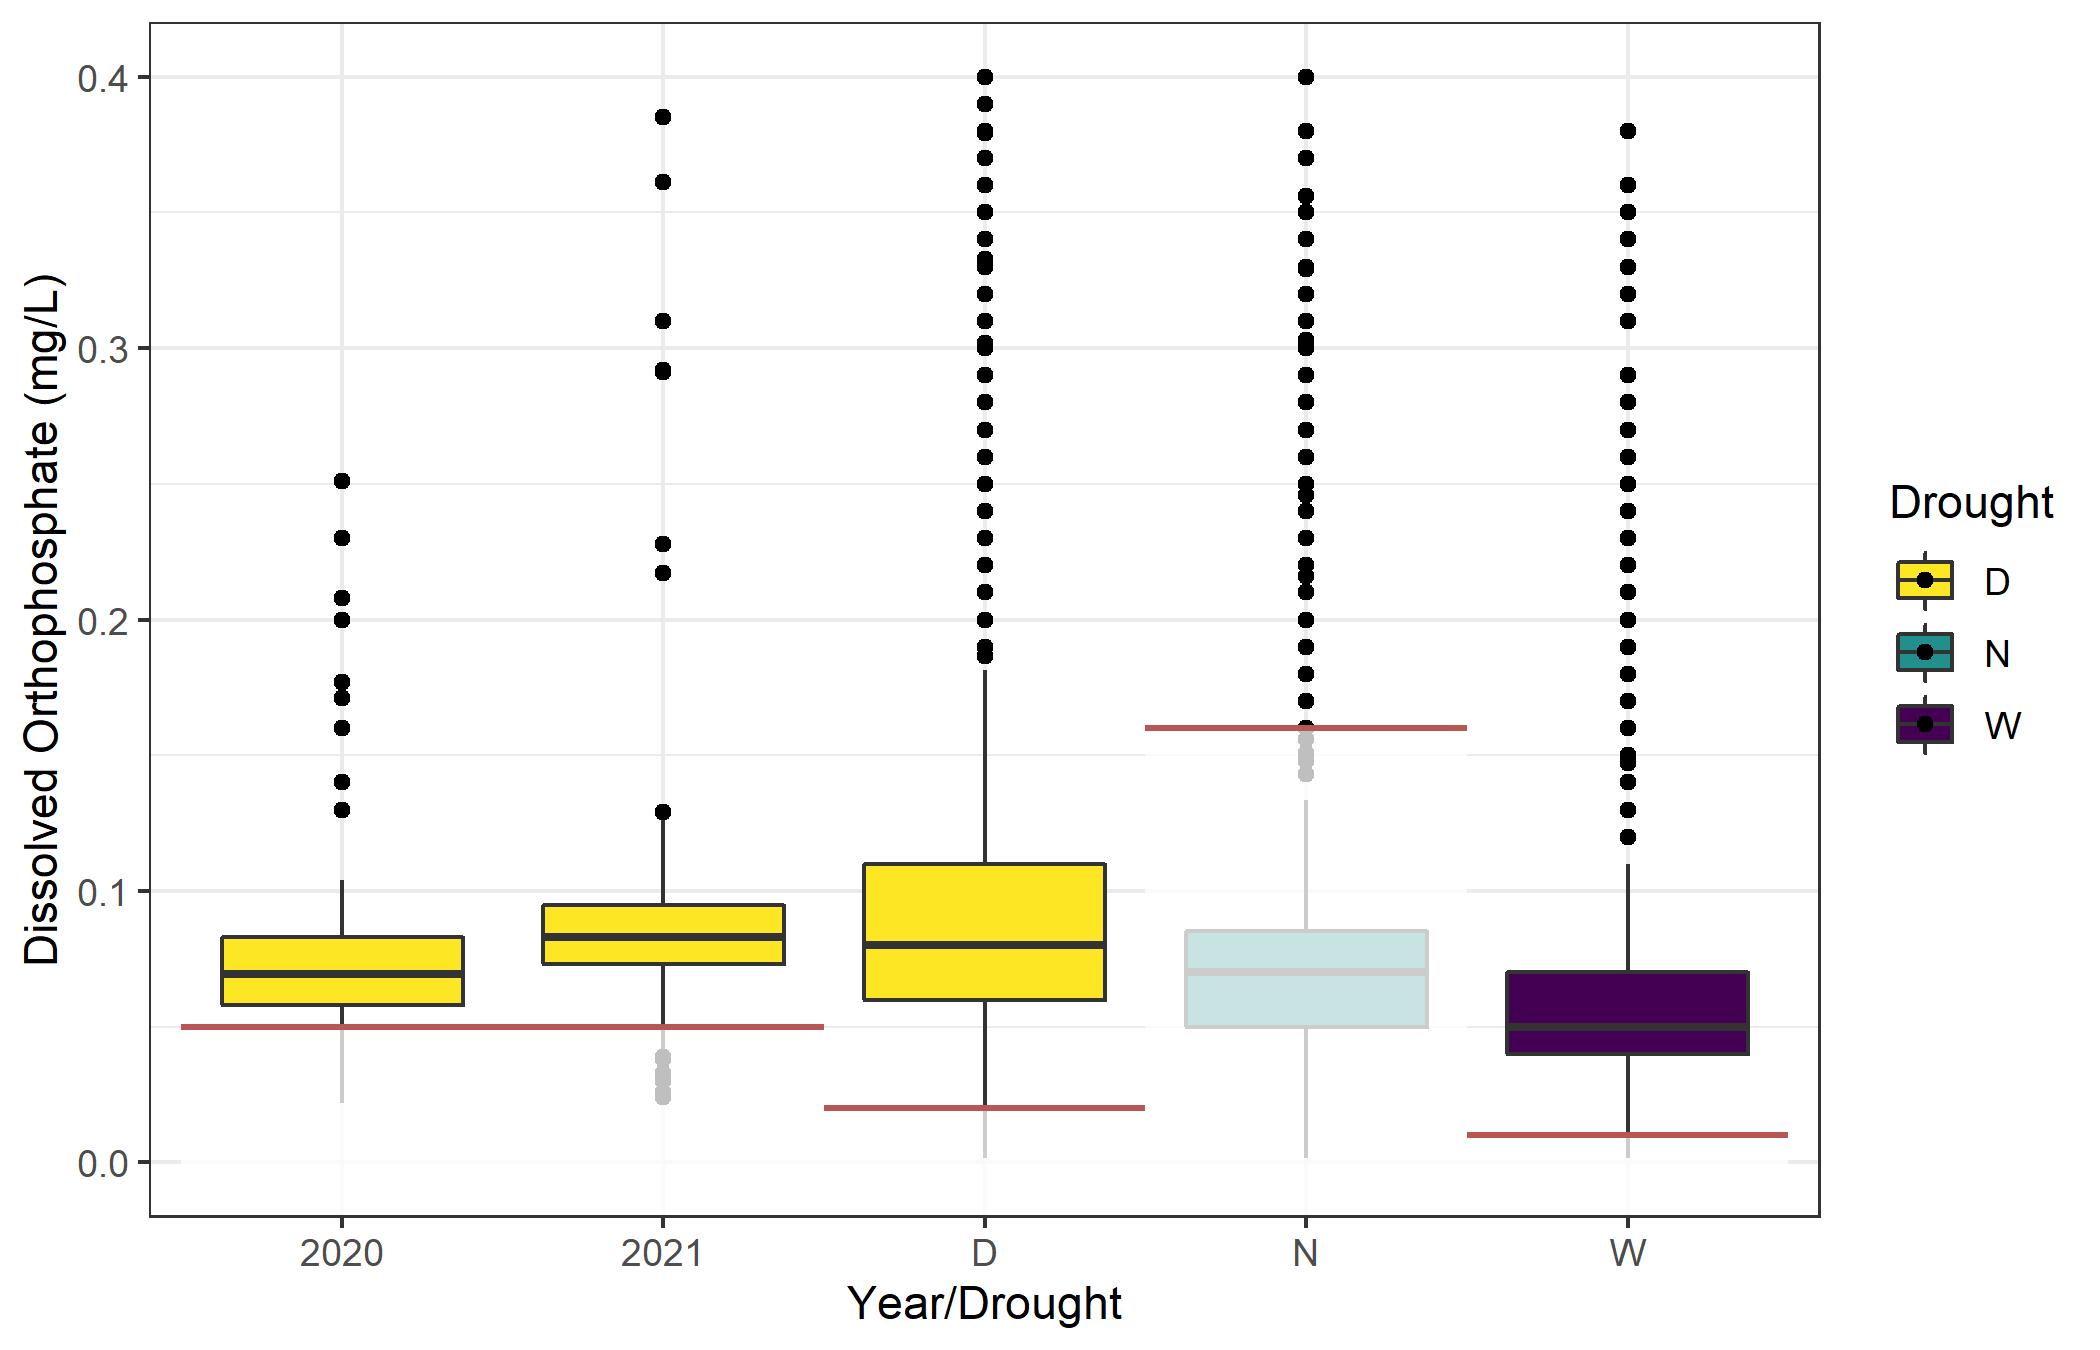 0.4
0.3
0.2
0.1
0.0
Dissolved Orthophosphate (mg/L)
2020
2021
D
N
W
Year/Drought
Drought
D
N
W